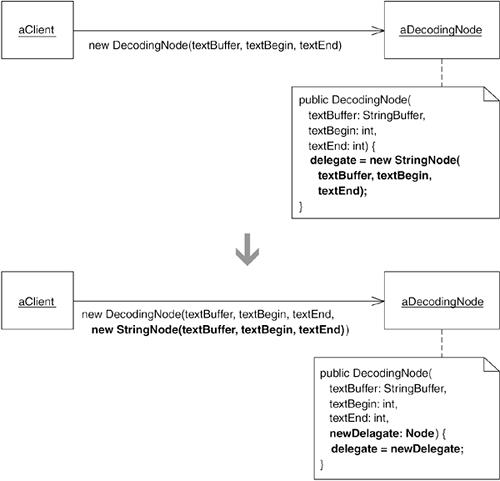 aClient
aDecodingNode
new DecodingNode(textBuffer, textBegin, textEnd)
public DecodingNode(
textBuffer: StringBuffer,
textBegin: int,
textEnd: int) {
delegate = new StringNode(
textBuffer, textBegin,
textEnd);
}
aClient
aDecodingNode
new DecodingNode(textBuffer, textBegin, textEnd,
new StringNode(textBuffer, textBegin, textEnd))
public DecodingNode(
textBuffer: StringBuffer,
textBegin: int,
textEnd: int,
newDelagate: Node) {
delegate = newDelegate;
}